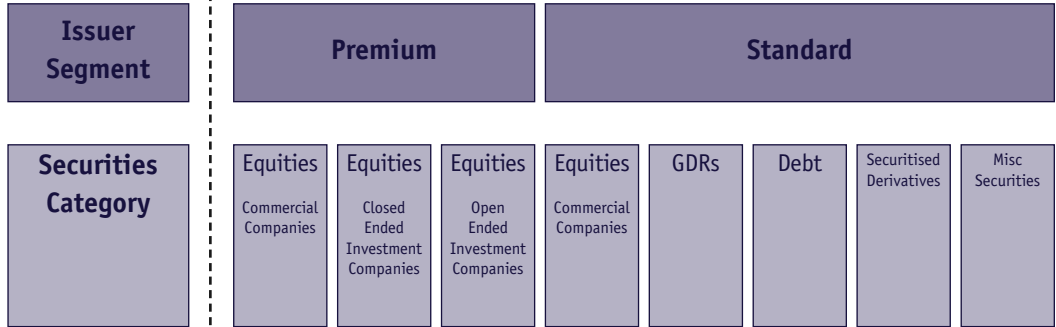 Issuer
Segment
Premium
Standard
Securities
Category
Equities
Commercial
Companies
Equities
Closed
Ended
Investment
Companies
Equities
Open
Ended
Investment
Companies
Equities
Commercial
Companies
GDRs
Debt
Securitised
Derivatives
Misc
Securities